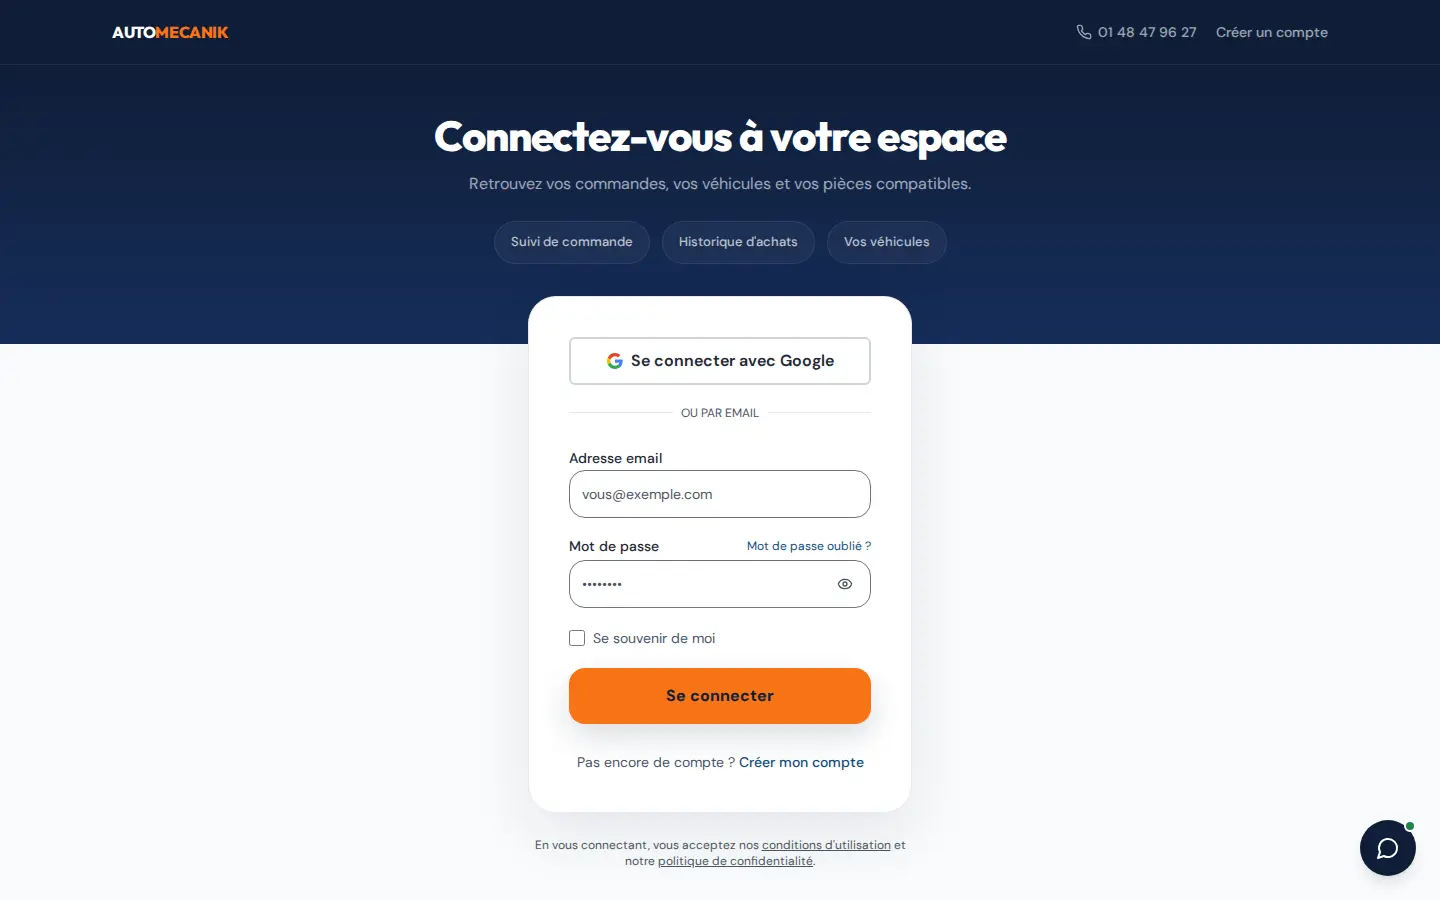 AUTOMECANIK
01 48 47 96 27
Créer un compte
Connectez-vous à votre espace
Retrouvez vos commandes, vos véhicules et vos pièces compatibles.
Suivi de commande
Historique d'achats
Vos véhicules
Se connecter avec Google
OU PAR EMAIL
Adresse email
vous@exemple.com
Mot de passe
Mot de passe oublié ?
••••••••
Se souvenir de moi
Se connecter
Pas encore de compte ? Créer mon compte
En vous connectant, vous acceptez nos conditions d'utilisation et
notre politique de confidentialité.